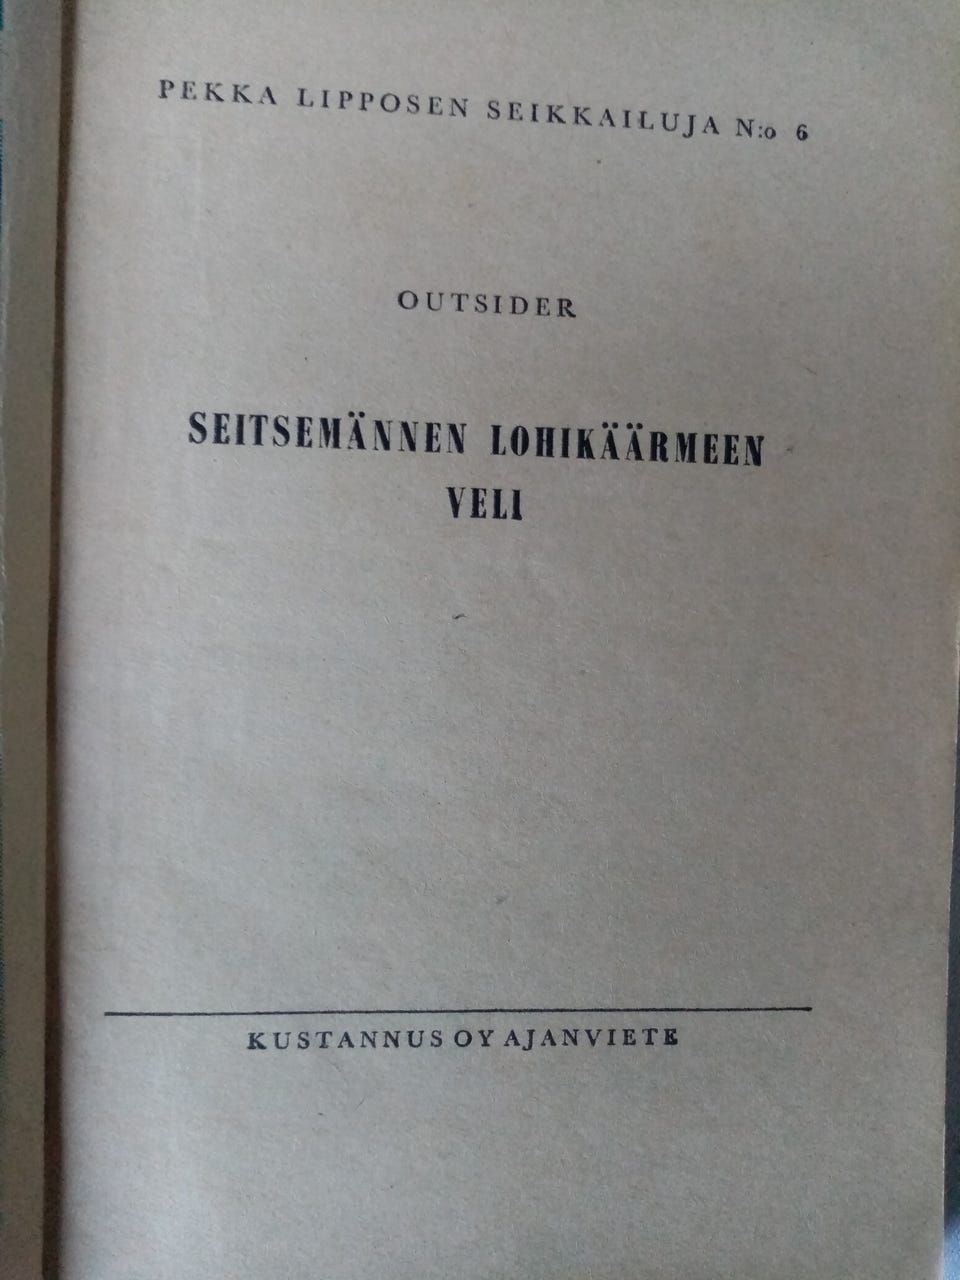 PEKKA LIPPOSEN SEIKKAILUJA N:o 6
OUTSIDER
SEITSEMÄNNEN LOHIKÄÄRMEEN
VELI
KUSTANNUS OY AJANVIETE